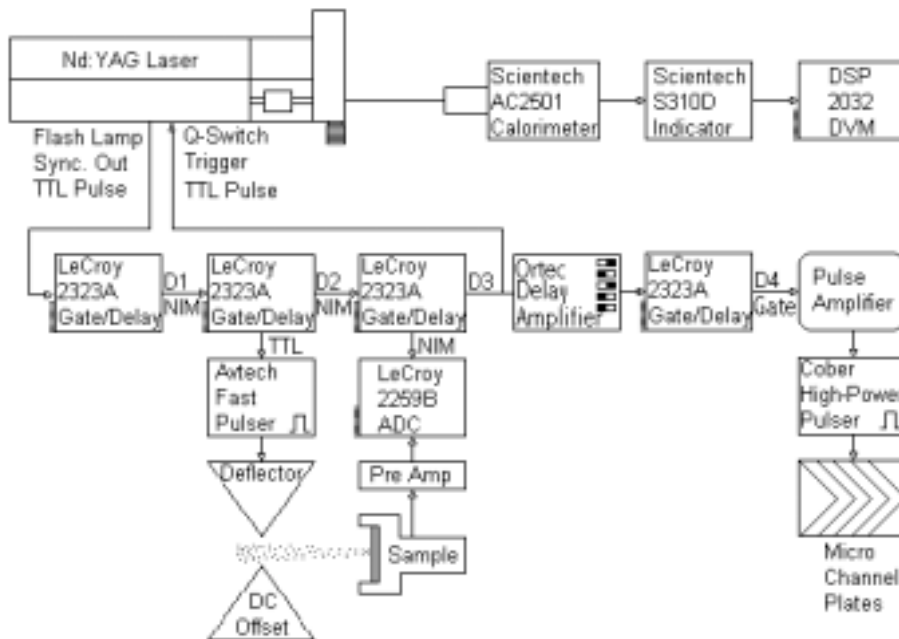 Nd:YAG Laser
Scientech
AC2501
Calorimeter
Scientech
S310D
Indicator
DSP
2032
DVM
Flash Lamp
Sync. Out
TTL Pulse
Q-Switch
Trigger
TTL Pulse
LeCroy
2323A
Gate/Delay
D1
NIM
LeCroy
2323A
Gate/Delay
D2
NIM
LeCroy
2323A
Gate/Delay
D3
Ortec
Delay
Amplifier
LeCroy
2323A
Gate/Delay
D4
Gate
Pulse
Amplifier
TTL
NIM
Avtech
Fast
Pulser
LeCroy
2259B
ADC
Cober
High-Power
Pulser
Deflector
Pre Amp
Sample
DC
Offset
Micro
Channel
Plates